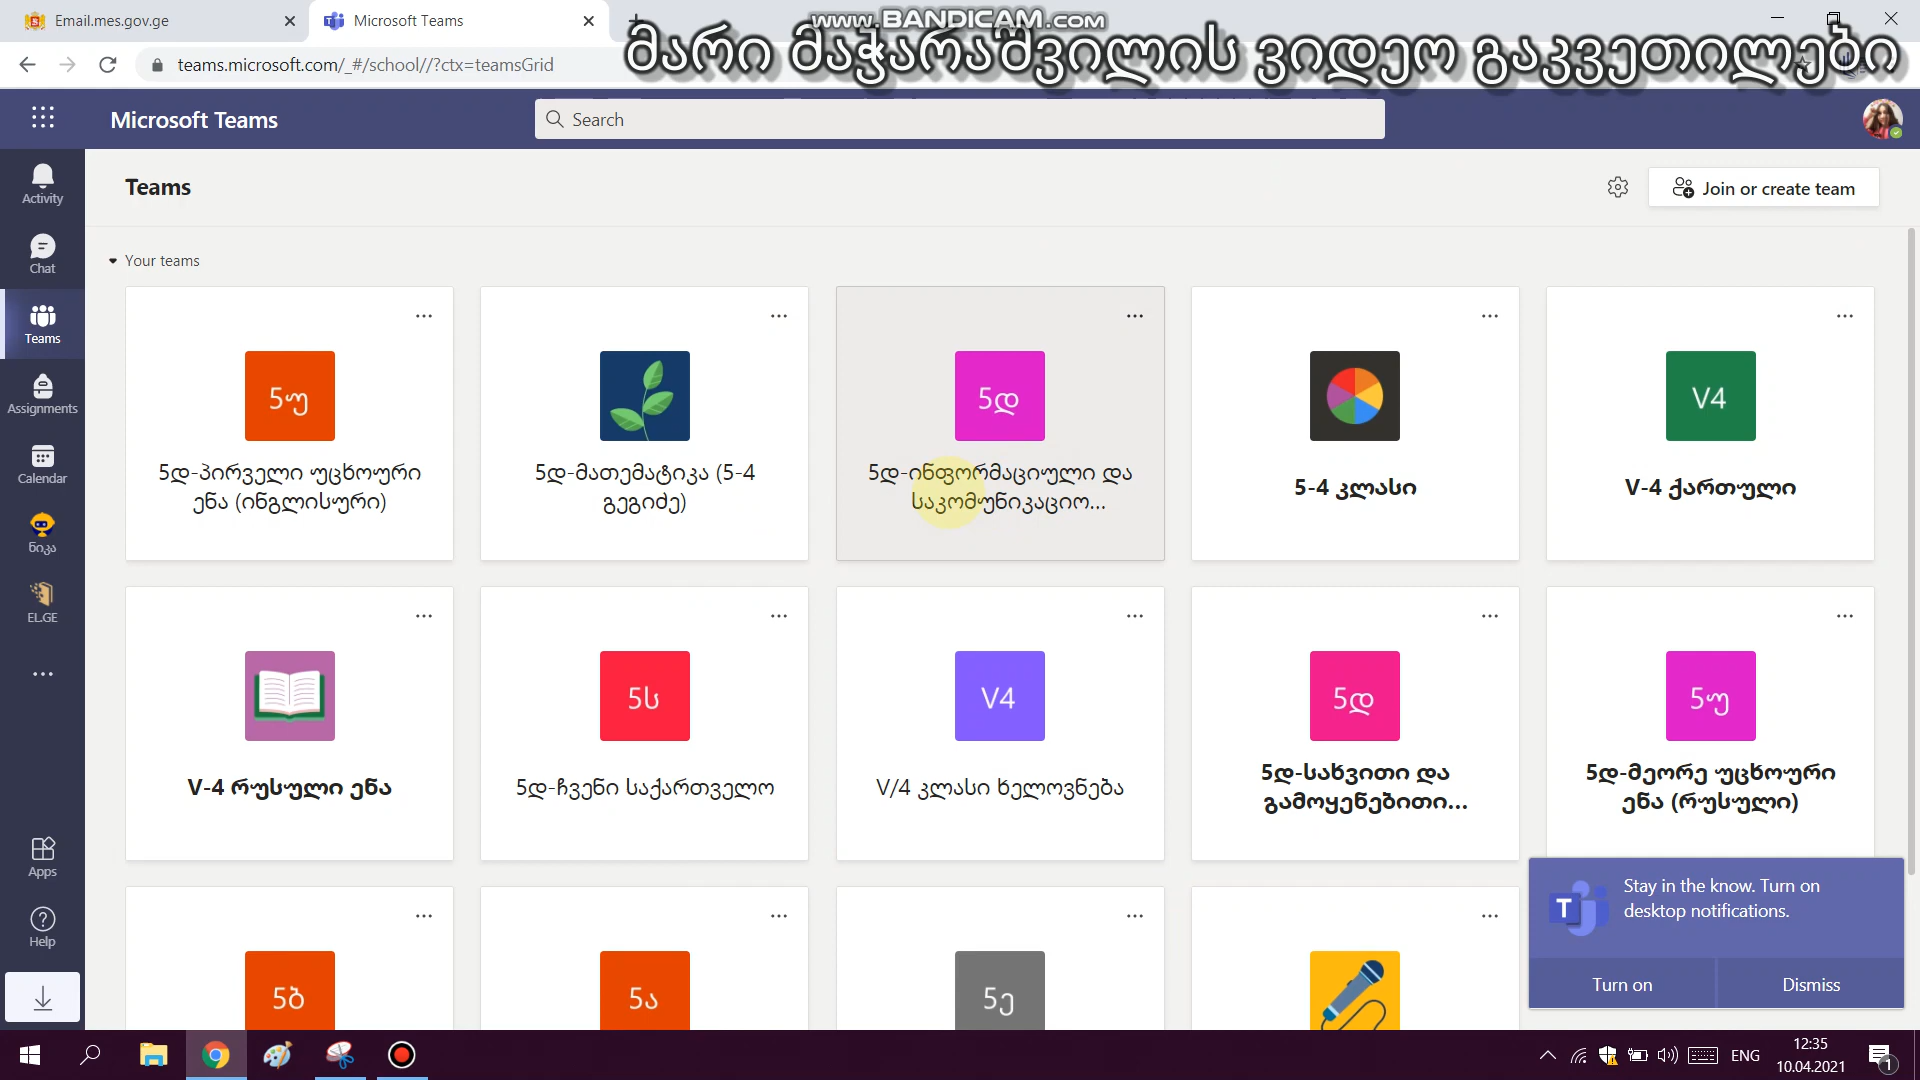 Email.mes.gov.ge
Microsoft Teams
www.BANDICAM.com
მარი მაჭარაშვილის ვიდეო გაკვეთილები
teams.microsoft.com/_#/school//?ctx=teamsGrid
Microsoft Teams
Search
Activity
Chat
Teams
Assignments
Calendar
ნიკა
EL.GE
Apps
Help
Teams
Join or create team
Your teams
5უ
5დ-პირველი უცხოური
ენა (ინგლისური)
5დ-მათემატიკა (5-4
გეგიძე)
5დ
5დ-ინფორმაციული და
საკომუნიკაციო...
5-4 კლასი
V4
V-4 ქართული
V-4 რუსული ენა
5ს
5დ-ჩვენი საქართველო
V4
V/4 კლასი ხელოვნება
5დ
5დ-სახვითი და
გამოყენებითი...
5უ
5დ-მეორე უცხოური
ენა (რუსული)
5ბ
5ა
5ე
Stay in the know. Turn on
desktop notifications.
Turn on
Dismiss
ENG
12:35
10.04.2021
1